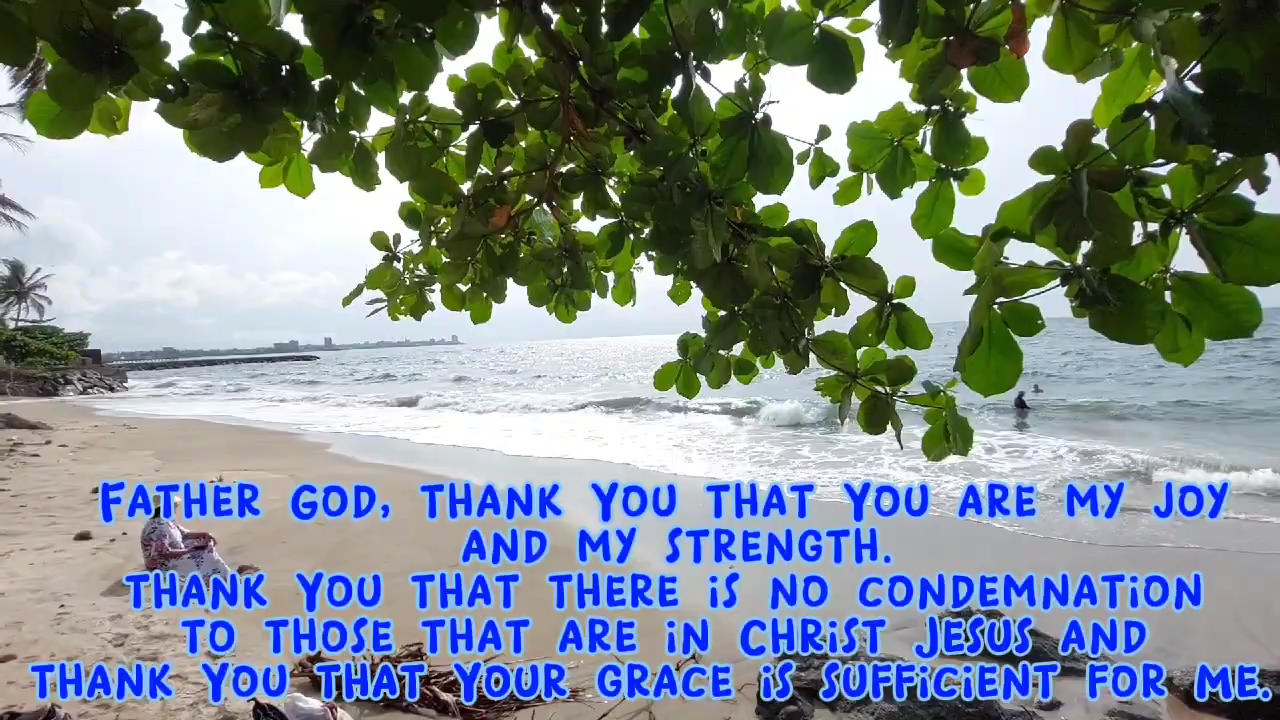 FATHER GOD, THANK YOU THAT YOU ARE MY JOY
AND MY STRENGTH.
THANK YOU THAT THERE IS NO CONDEMNATION
TO THOSE THAT ARE IN CHRIST JESUS AND
THANK YOU THAT YOUR GRACE IS SUFFICIENT FOR ME.